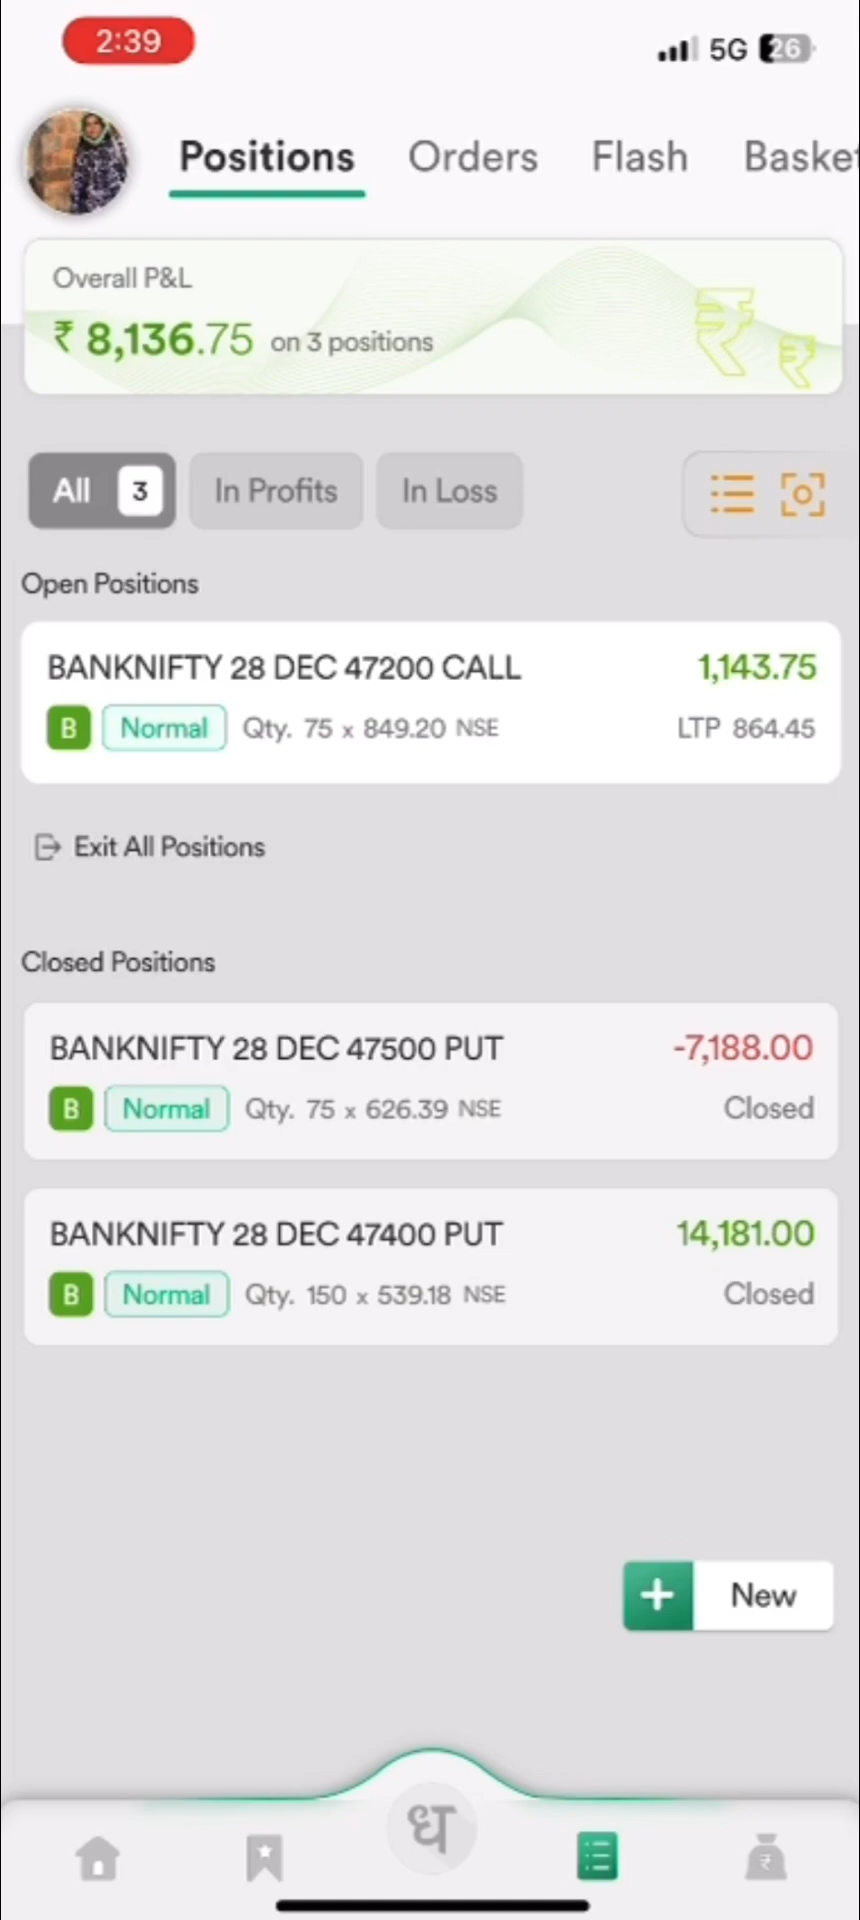 2:39
5G 26
Positions Orders Flash Basket
Overall P&L
₹ 8,136.75 on 3 positions
All 3 In Profits In Loss
Open Positions
BANKNIFTY 28 DEC 47200 CALL 1,143.75
B Normal Qty. 75 x 849.20 NSE LTP 864.45
Exit All Positions
Closed Positions
BANKNIFTY 28 DEC 47500 PUT -7,188.00
B Normal Qty. 75 x 626.39 NSE Closed
BANKNIFTY 28 DEC 47400 PUT 14,181.00
B Normal Qty. 150 x 539.18 NSE Closed
+ New
ध
₹